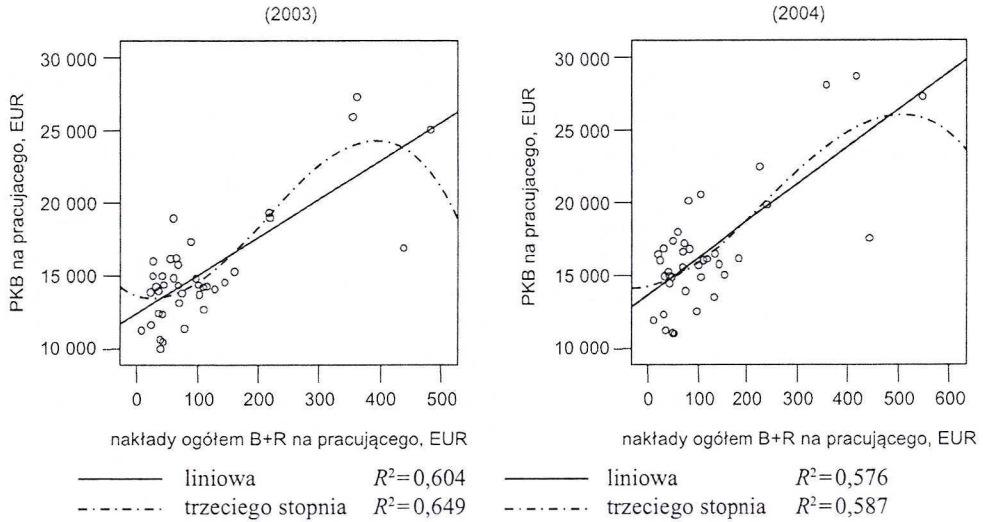 (2003)
PKB na pracujacego, EUR
30 000
25 000
20 000
15 000
10 000
0 100 200 300 400 500
nakłady ogółem B+R na pracującego, EUR
liniowa R²=0,604
trzeciego stopnia R²=0,649
(2004)
PKB na pracujacego, EUR
30 000
25 000
20 000
15 000
10 000
0 100 200 300 400 500 600
nakłady ogółem B+R na pracującego, EUR
liniowa R²=0,576
trzeciego stopnia R²=0,587